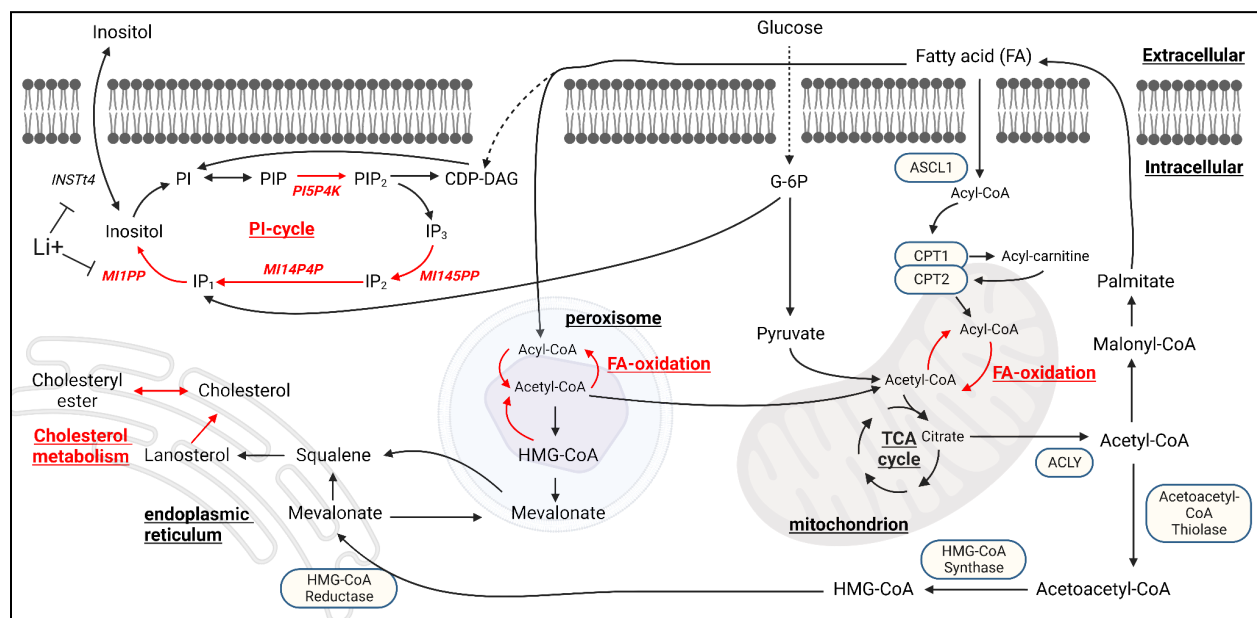 Inositol
Glucose
Fatty acid (FA)
Extracellular
Intracellular
INSTt4
PI
PIP
PI5P4K
PIP2
CDP-DAG
G-6P
ASCL1
Acyl-CoA
Li+
Inositol
PI-cycle
IP3
MI1PP
IP1
MI14P4P
IP2
MI145PP
CPT1
Acyl-carnitine
CPT2
Palmitate
peroxisome
Pyruvate
Acyl-CoA
Malonyl-CoA
Acyl-CoA
FA-oxidation
Acetyl-CoA
FA-oxidation
Acetyl-CoA
Cholesteryl
ester
Cholesterol
Cholesterol
metabolism
Lanosterol
Squalene
HMG-CoA
TCA
cycle
Citrate
Acetyl-CoA
ACLY
endoplasmic
reticulum
Mevalonate
Mevalonate
mitochondrion
Acetoacetyl-
CoA
Thiolase
HMG-CoA
Synthase
HMG-CoA
Reductase
HMG-CoA
Acetoacetyl-CoA